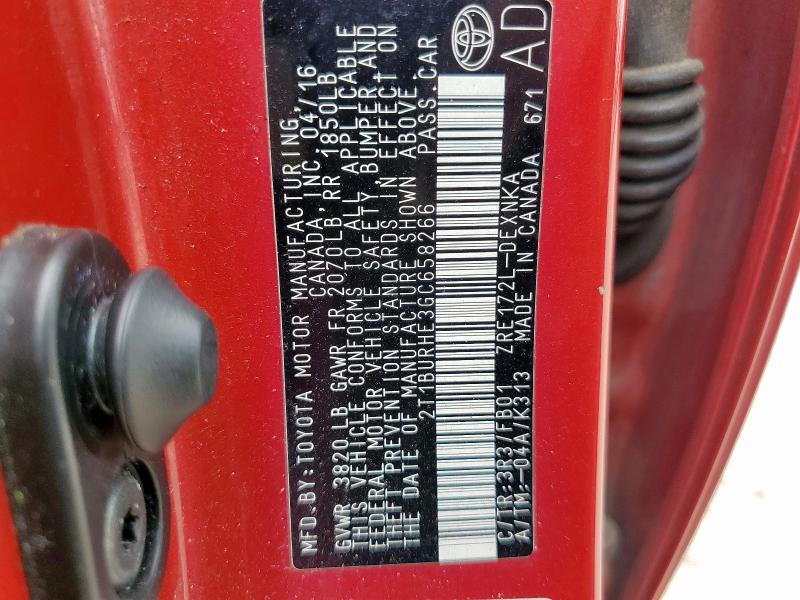 MFD.BY:TOYOTA MOTOR MANUFACTURING
CANADA, INC. 04/16
GVWR 3820 LB GAWR FR 2070LB, RR 1850LB
THIS VEHICLE CONFORMS TO ALL APPLICABLE
FEDERAL MOTOR VEHICLE SAFETY, BUMPER, AND
THEFT PREVENTION STANDARDS IN EFFECT ON
THE DATE OF MANUFACTURE SHOWN ABOVE.
2T1BURHE3GC658266 PASS. CAR
C/TR:3R3/FB01 ZRE172L-DEXNKA
A/TM:-04A/K313 MADE IN CANADA 671
AD